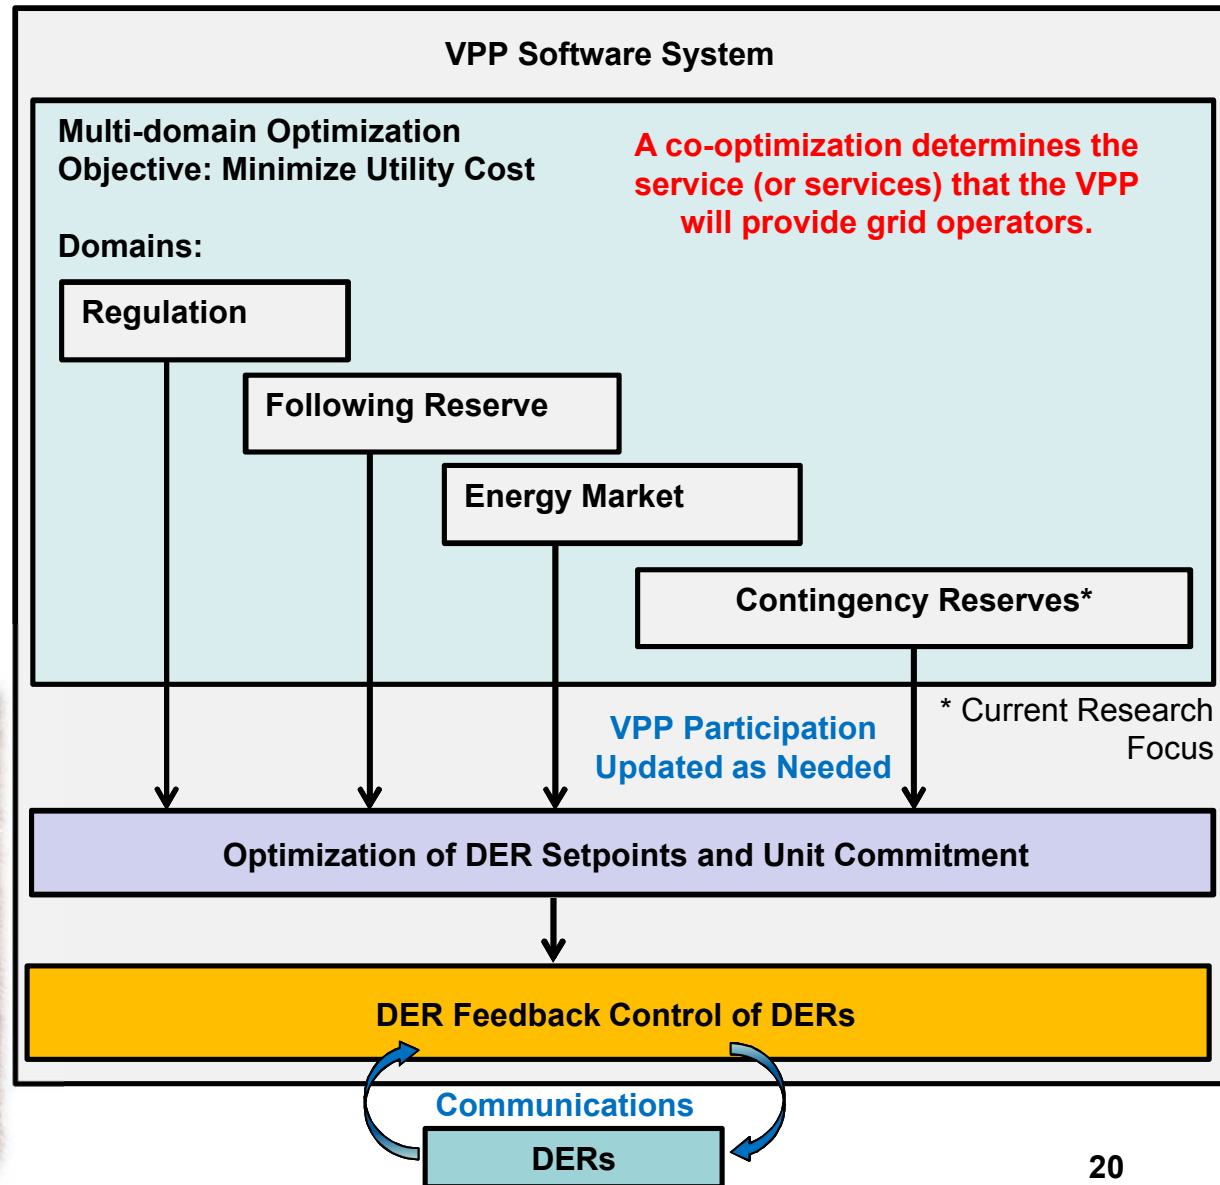 VPP Software System
Multi-domain Optimization
Objective: Minimize Utility Cost
A co-optimization determines the
service (or services) that the VPP
will provide grid operators.
Domains:
Regulation
Following Reserve
Energy Market
Contingency Reserves*
* Current Research
Focus
VPP Participation
Updated as Needed
Optimization of DER Setpoints and Unit Commitment
DER Feedback Control of DERs
Communications
DERs
20